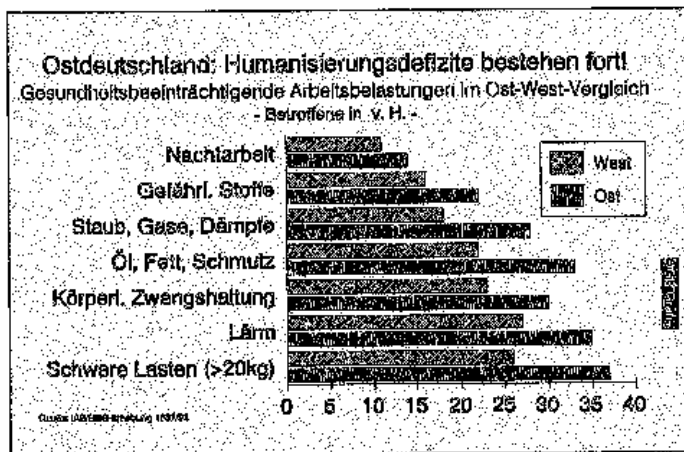 Ostdeutschland: Humanisierungsdefizite bestehen fort!
Gesundheitsbeeinträchtigende Arbeitsbelastungen im Ost-West-Vergleich
- Betroffene in v. H. -
Nachtarbeit
Gefährl. Stoffe
Staub, Gase, Dämpfe
Öl, Fett, Schmutz
Körperl. Zwangshaltung
Lärm
Schwere Lasten (>20kg)
West
Ost
0 5 10 15 20 25 30 35 40